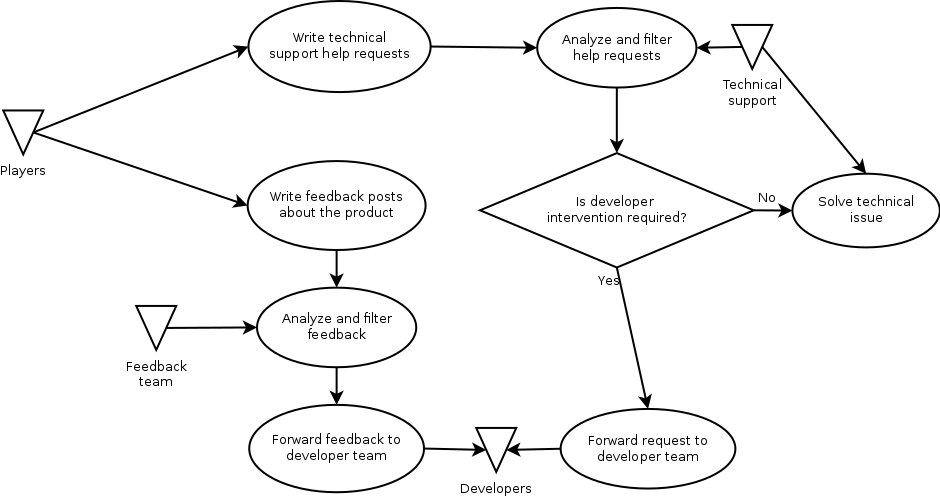 Write technical
support help requests
Analyze and filter
help requests
Technical
support
Players
Write feedback posts
about the product
Is developer
intervention required?
No
Solve technical
issue
Yes
Analyze and filter
feedback
Feedback
team
Forward feedback to
developer team
Forward request to
developer team
Developers